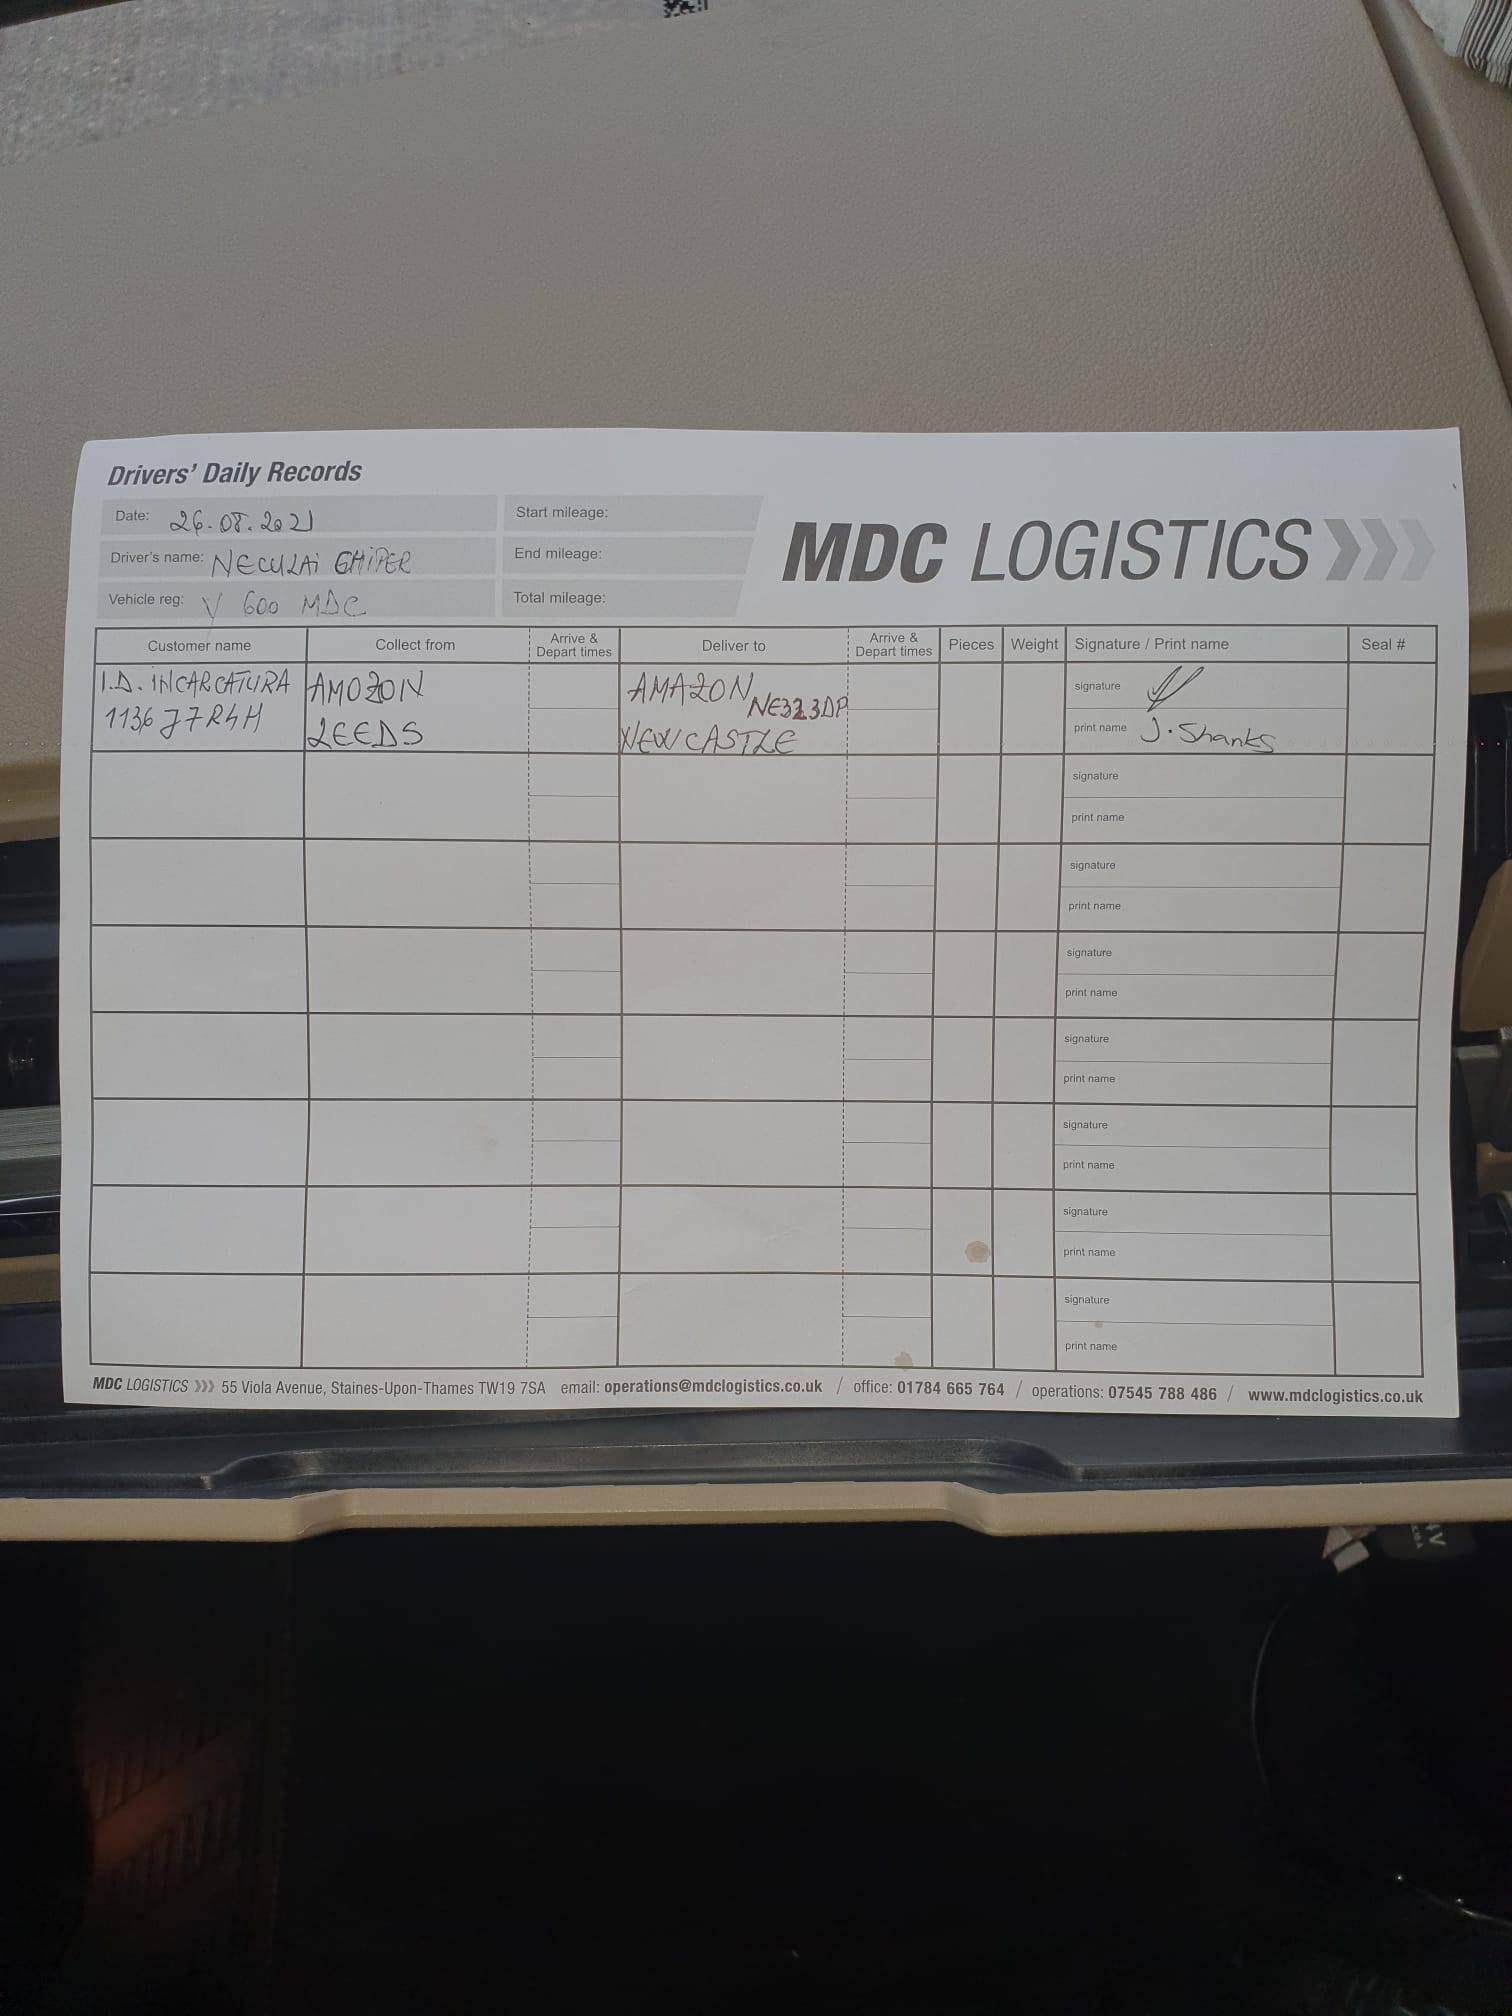 Drivers' Daily Records
MDC LOGISTICS
Date: 26.08.2021
Start mileage:
Driver's name: NECULAI GHIPER
End mileage:
Vehicle reg: V 600 MDC
Total mileage:
Customer name Collect from Arrive & Depart times Deliver to Arrive & Depart times Pieces Weight Signature / Print name Seal #
I.D. INCARCATURA AMOZON AMAZON NE323DP signature
1136J7R4H LEEDS NEWCASTLE print name J. Shanks
signature
print name
signature
print name
signature
print name
signature
print name
signature
print name
signature
print name
signature
print name
MDC LOGISTICS 55 Viola Avenue, Staines-Upon-Thames TW19 7SA email: operations@mdclogistics.co.uk / office: 01784 665 764 / operations: 07545 788 486 / www.mdclogistics.co.uk